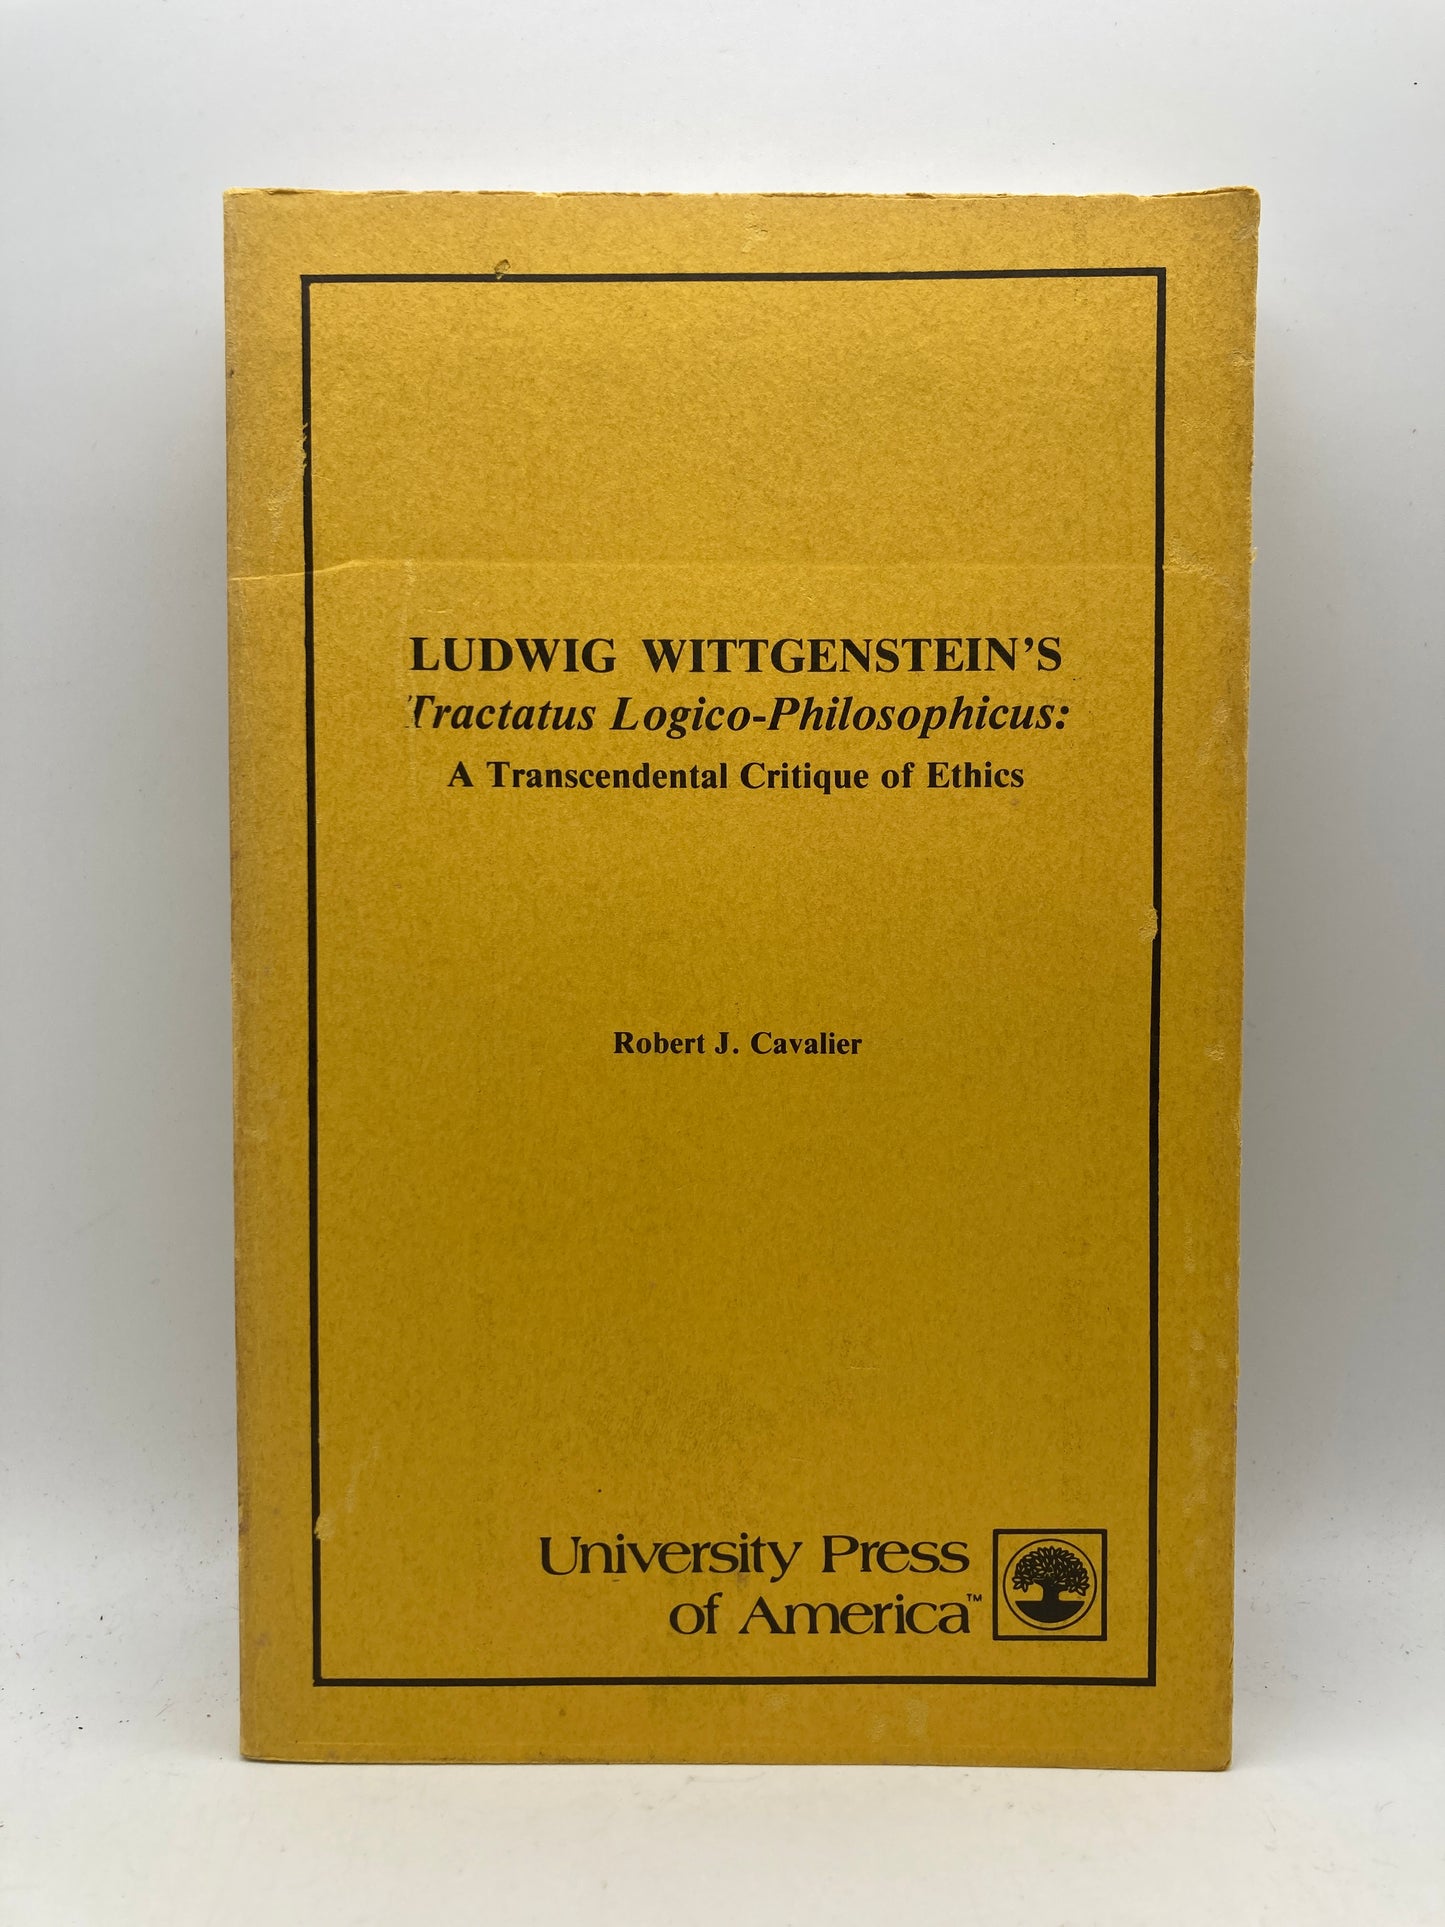 LUDWIG WITTGENSTEIN'S
Tractatus Logico-Philosophicus:
A Transcendental Critique of Ethics
Robert J. Cavalier
University Press
of America™